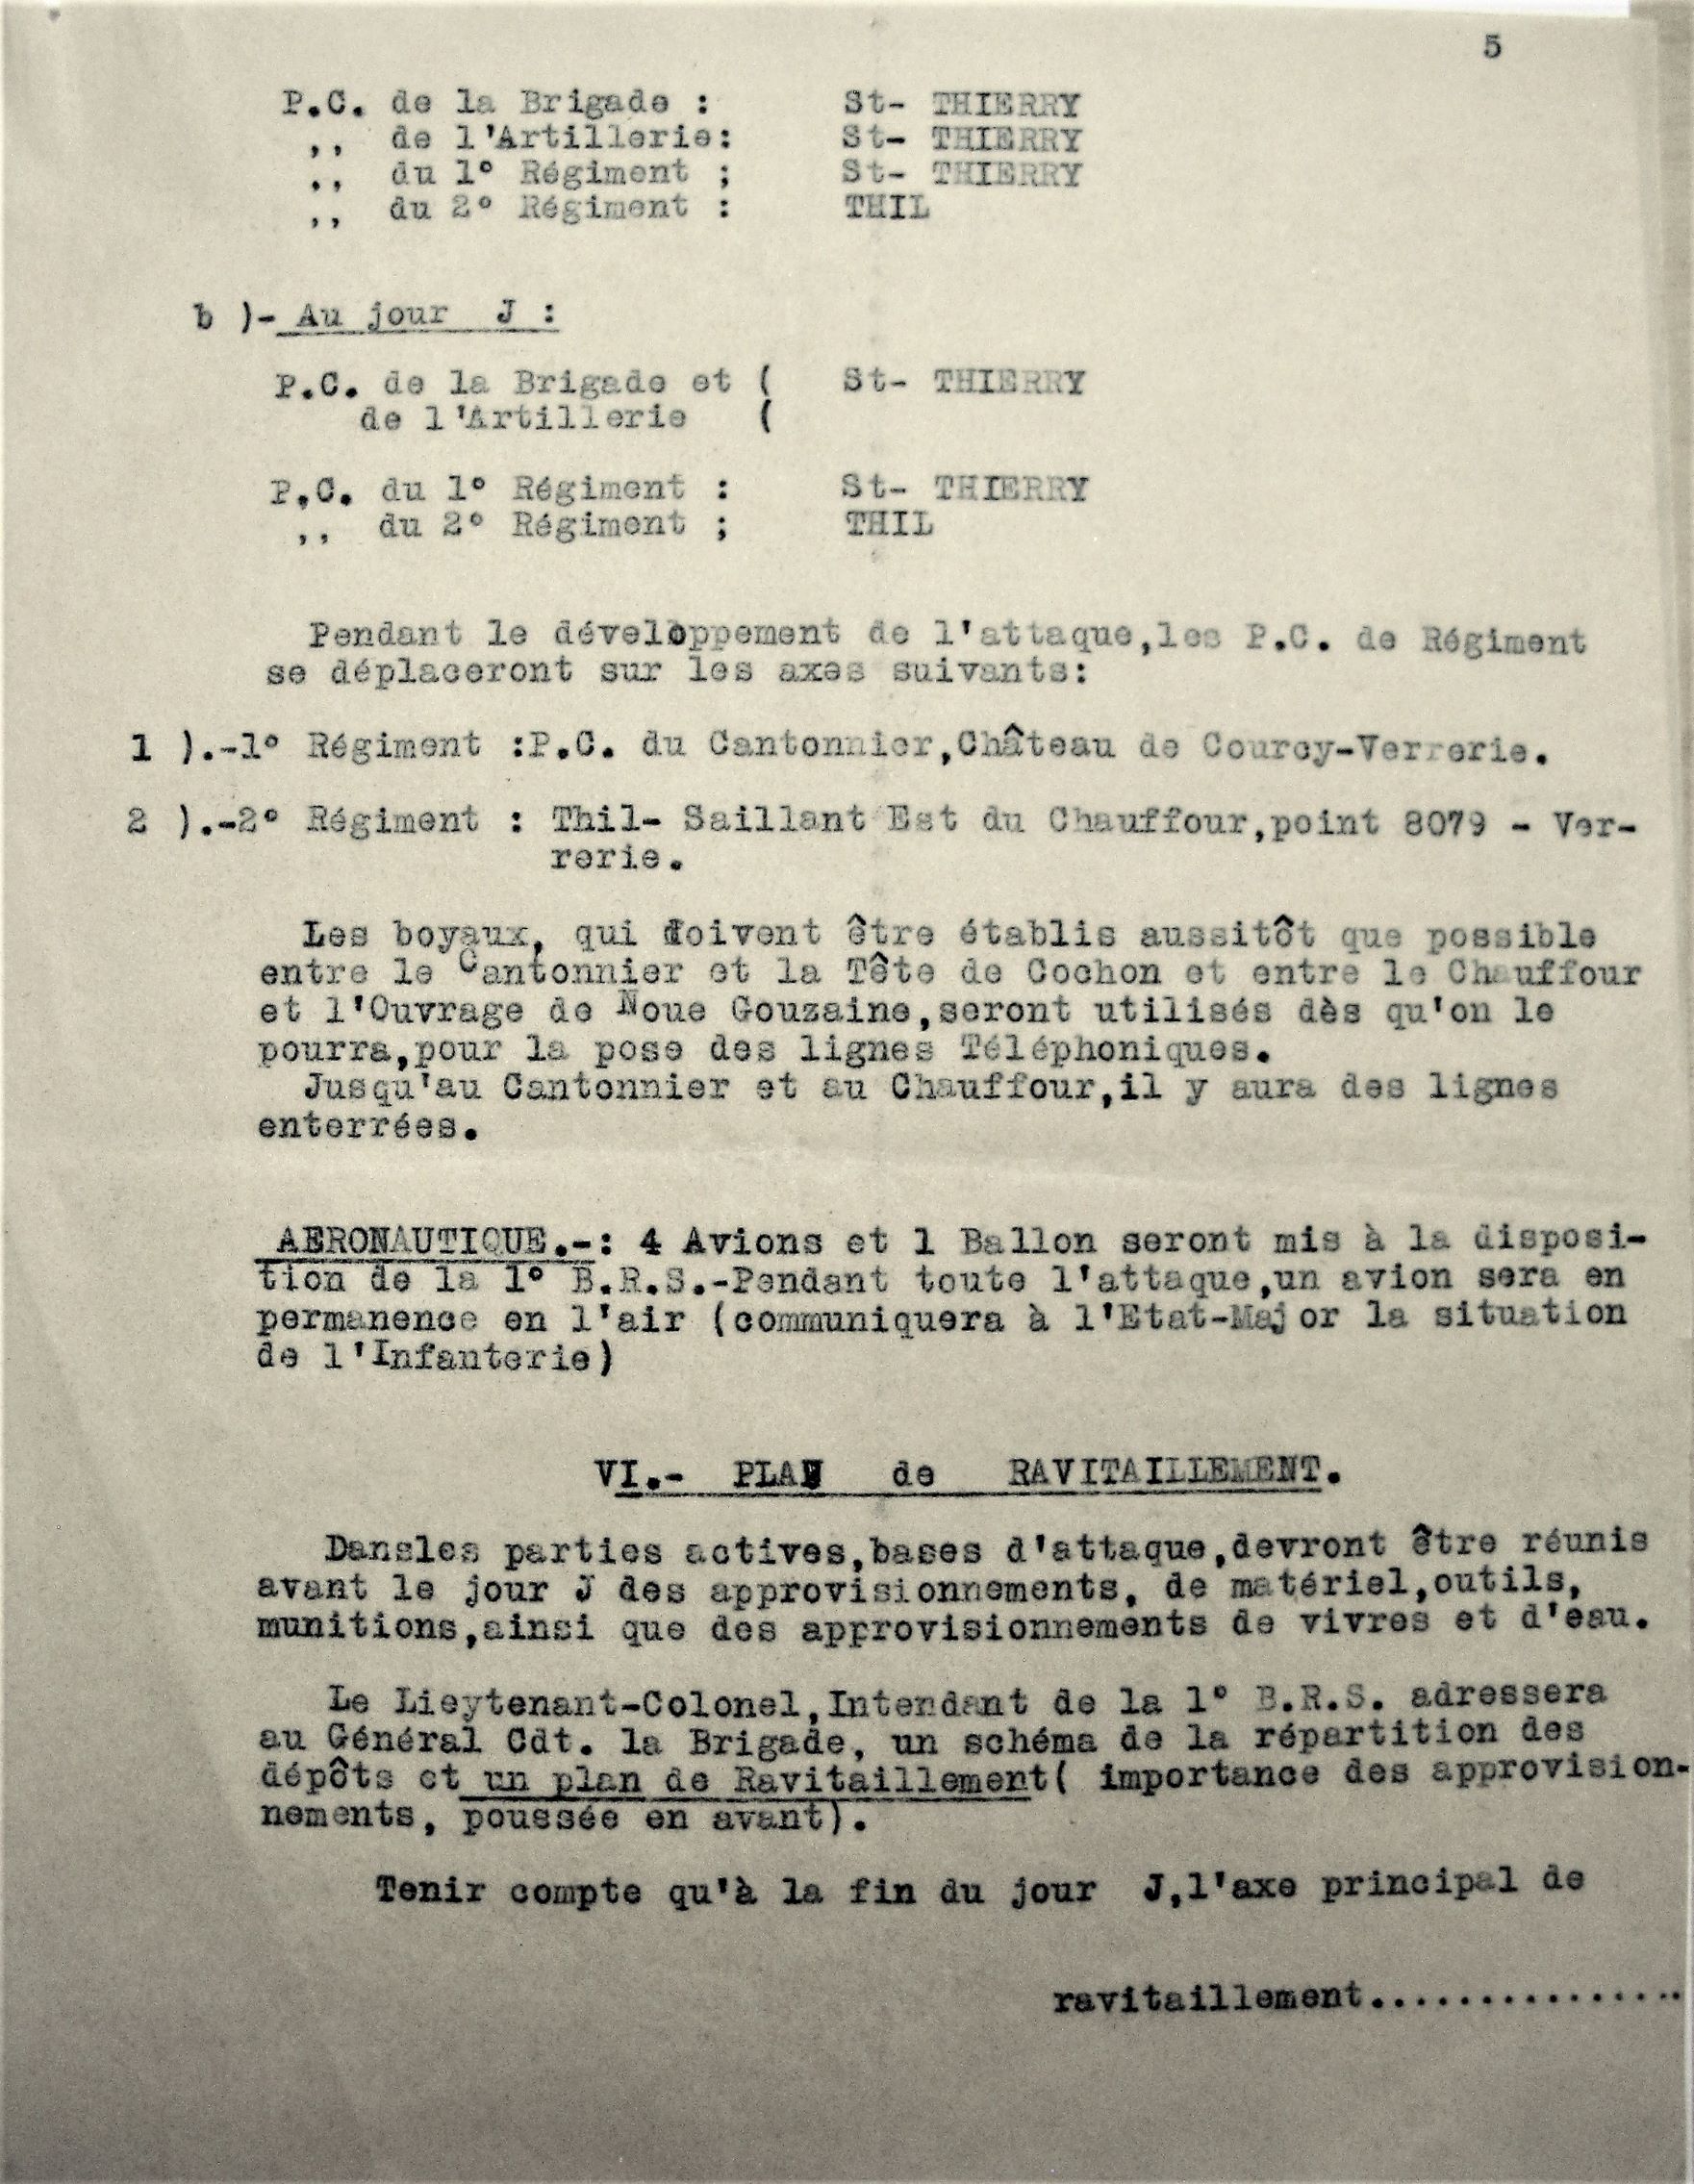 5
P.C. de la Brigade : St- THIERRY
,, de l'Artillerie: St- THIERRY
., du 1° Régiment ; St- THIERRY
,, du 2° Régiment : THIL
b )- Au jour J :
P.C. de la Brigade et ( St- THIERRY
de l'Artillerie (
P.C. du 1° Régiment : St- THIERRY
,, du 2° Régiment ; THIL
Pendant le développement de l'attaque,les P.C. de Régiment
se déplaceront sur les axes suivants:
1 ).-1° Régiment :P.C. du Cantonnier,Château de Courcy-Verrerie.
2 ).-2° Régiment : Thil- Saillant Est du Chauffour,point 8079 - Ver-
rerie.
Les boyaux, qui doivent être établis aussitôt que possible
entre le Cantonnier et la Tête de Cochon et entre le Chauffour
et l'Ouvrage de Noue Gouzaine,seront utilisés dès qu'on le
pourra,pour la pose des lignes Téléphoniques.
Jusqu'au Cantonnier et au Chauffour,il y aura des lignes
enterrées.
AERONAUTIQUE.-: 4 Avions et 1 Ballon seront mis à la disposi-
tion de la 1° B.R.S.-Pendant toute l'attaque,un avion sera en
permanence en l'air (communiquera à l'Etat-Major la situation
de l'Infanterie)
VI.- PLAN de RAVITAILLEMENT.
Dansles parties actives,bases d'attaque,devront être réunis
avant le jour J des approvisionnements, de matériel,outils,
munitions,ainsi que des approvisionnements de vivres et d'eau.
Le Lieytenant-Colonel,Intendant de la 1° B.R.S. adressera
au Général Cdt. la Brigade, un schéma de la répartition des
dépôts et un plan de Ravitaillement( importance des approvision-
nements, poussée en avant).
Tenir compte qu'à la fin du jour J,l'axe principal de
ravitaillement...............